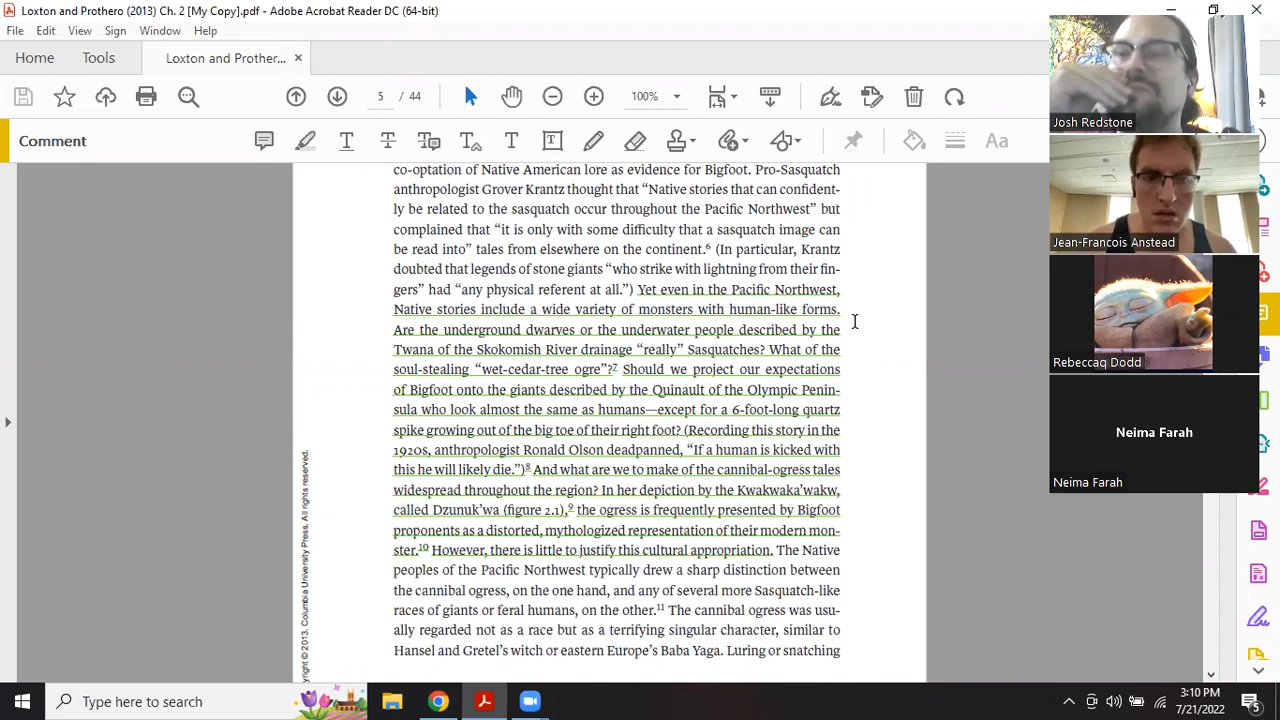 Loxton and Prothero (2013) Ch. 2 [My Copy].pdf - Adobe Acrobat Reader DC (64-bit)
File Edit View Sign Window Help
Home Tools Loxton and Prother... ×
5 / 44 100%
Comment
Aa
co-optation of Native American lore as evidence for Bigfoot. Pro-Sasquatch
anthropologist Grover Krantz thought that “Native stories that can confident-
ly be related to the sasquatch occur throughout the Pacific Northwest” but
complained that “it is only with some difficulty that a sasquatch image can
be read into” tales from elsewhere on the continent.6 (In particular, Krantz
doubted that legends of stone giants “who strike with lightning from their fin-
gers” had “any physical referent at all.”) Yet even in the Pacific Northwest,
Native stories include a wide variety of monsters with human-like forms.
Are the underground dwarves or the underwater people described by the
Twana of the Skokomish River drainage “really” Sasquatches? What of the
soul-stealing “wet-cedar-tree ogre”?7 Should we project our expectations
of Bigfoot onto the giants described by the Quinault of the Olympic Penin-
sula who look almost the same as humans—except for a 6-foot-long quartz
spike growing out of the big toe of their right foot? (Recording this story in the
1920s, anthropologist Ronald Olson deadpanned, “If a human is kicked with
this he will likely die.”)8 And what are we to make of the cannibal-ogress tales
widespread throughout the region? In her depiction by the Kwakwaka’wakw,
called Dzunuk’wa (figure 2.1),9 the ogress is frequently presented by Bigfoot
proponents as a distorted, mythologized representation of their modern mon-
ster.10 However, there is little to justify this cultural appropriation. The Native
peoples of the Pacific Northwest typically drew a sharp distinction between
the cannibal ogress, on the one hand, and any of several more Sasquatch-like
races of giants or feral humans, on the other.11 The cannibal ogress was usu-
ally regarded not as a race but as a terrifying singular character, similar to
Hansel and Gretel’s witch or eastern Europe’s Baba Yaga. Luring or snatching
right © 2013. Columbia University Press. All rights reserved.
Josh Redstone
Jean-Francois Anstead
Rebeccaq Dodd
Neima Farah
Neima Farah
Type here to search
3:10 PM
7/21/2022
5